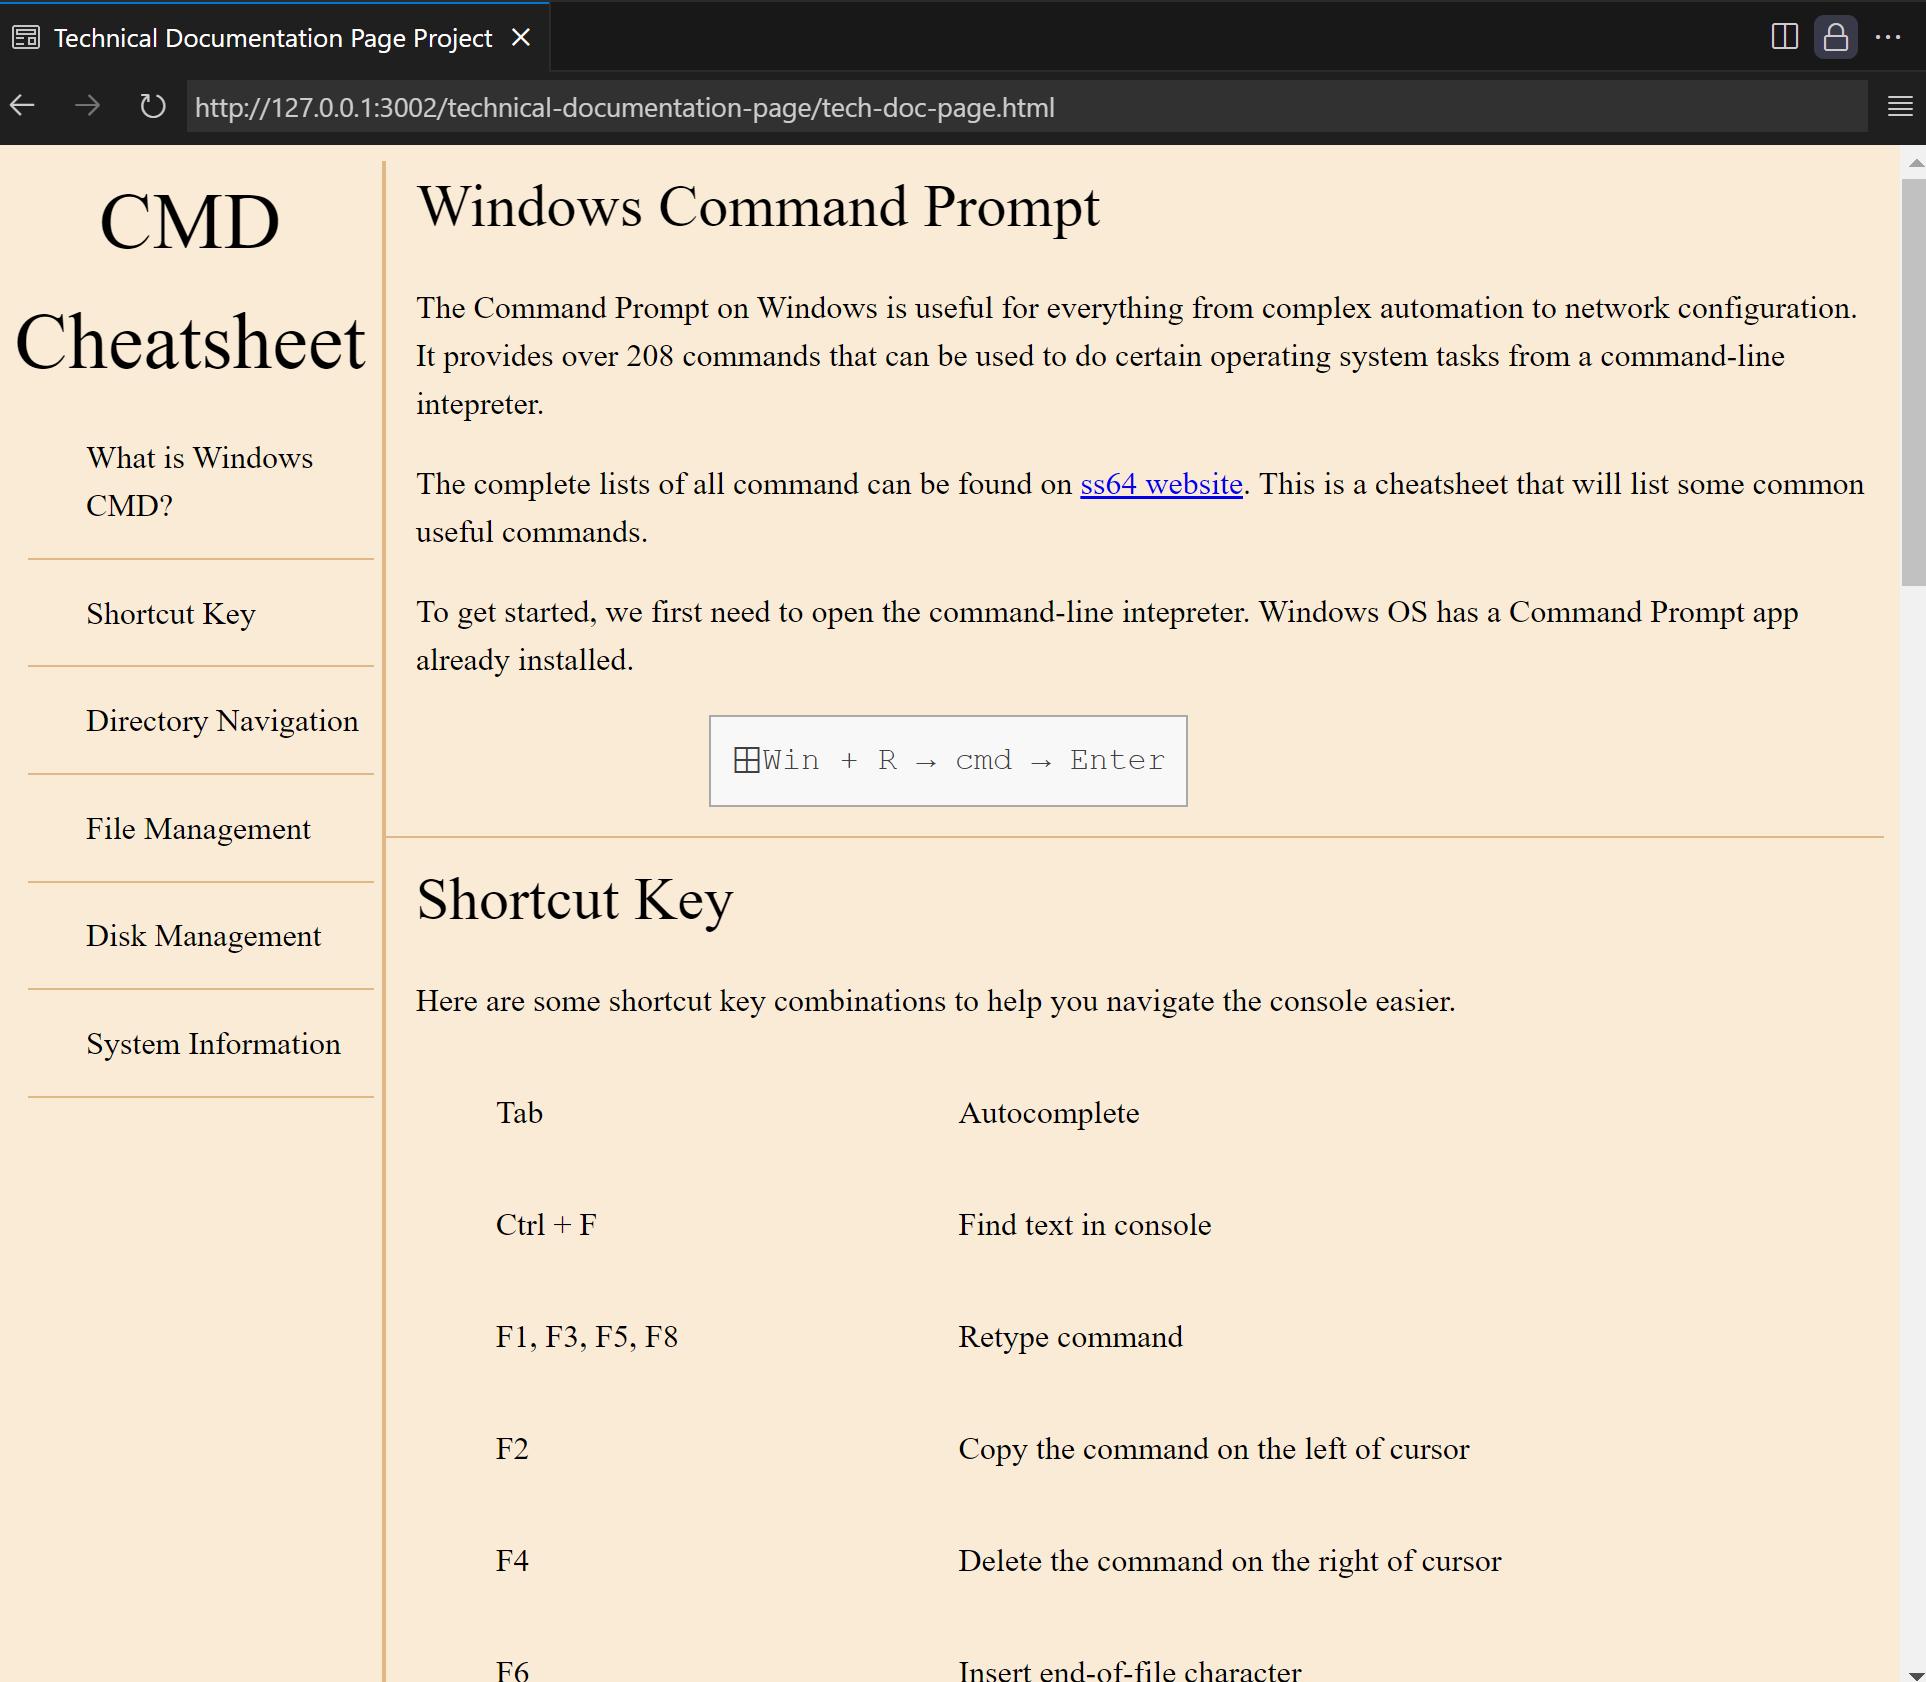 Technical Documentation Page Project
http://127.0.0.1:3002/technical-documentation-page/tech-doc-page.html
CMD
Cheatsheet
What is Windows
CMD?
Shortcut Key
Directory Navigation
File Management
Disk Management
System Information
Windows Command Prompt
The Command Prompt on Windows is useful for everything from complex automation to network configuration.
It provides over 208 commands that can be used to do certain operating system tasks from a command-line
intepreter.
The complete lists of all command can be found on ss64 website. This is a cheatsheet that will list some common
useful commands.
To get started, we first need to open the command-line intepreter. Windows OS has a Command Prompt app
already installed.
⊞Win + R → cmd → Enter
Shortcut Key
Here are some shortcut key combinations to help you navigate the console easier.
Tab Autocomplete
Ctrl + F Find text in console
F1, F3, F5, F8 Retype command
F2 Copy the command on the left of cursor
F4 Delete the command on the right of cursor
F6 Insert end-of-file character